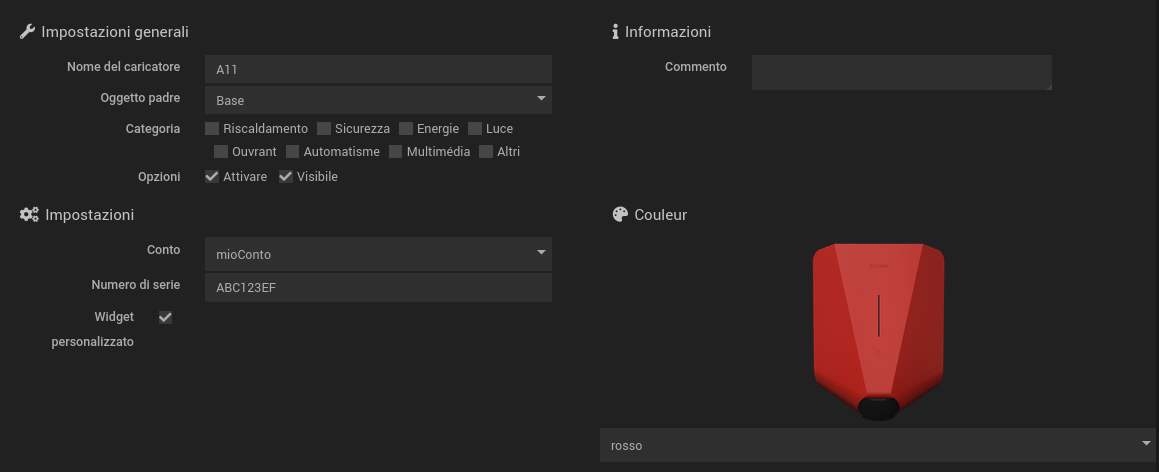 Impostazioni generali
Nome del caricatore A11
Oggetto padre Base
Categoria Riscaldamento Sicurezza Energie Luce
Ouvrant Automatisme Multimédia Altri
Opzioni Attivare Visibile
Informazioni
Commento
Impostazioni
Conto mioConto
Numero di serie ABC123EF
Widget
personalizzato
Couleur
rosso